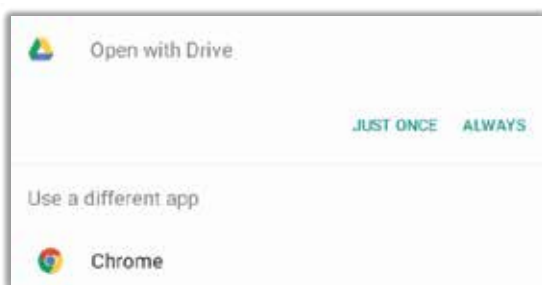 Open with Drive
JUST ONCE ALWAYS
Use a different app
Chrome